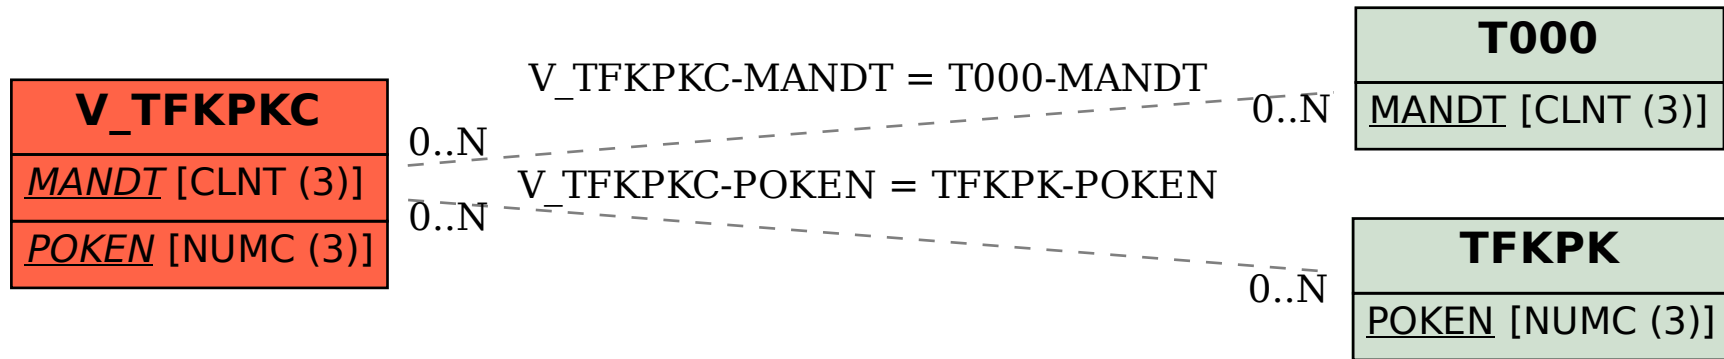 V_TFKPKC
MANDT [CLNT (3)]
POKEN [NUMC (3)]
V_TFKPKC-MANDT = T000-MANDT
0..N
0..N
V_TFKPKC-POKEN = TFKPK-POKEN
0..N
0..N
T000
MANDT [CLNT (3)]
TFKPK
POKEN [NUMC (3)]